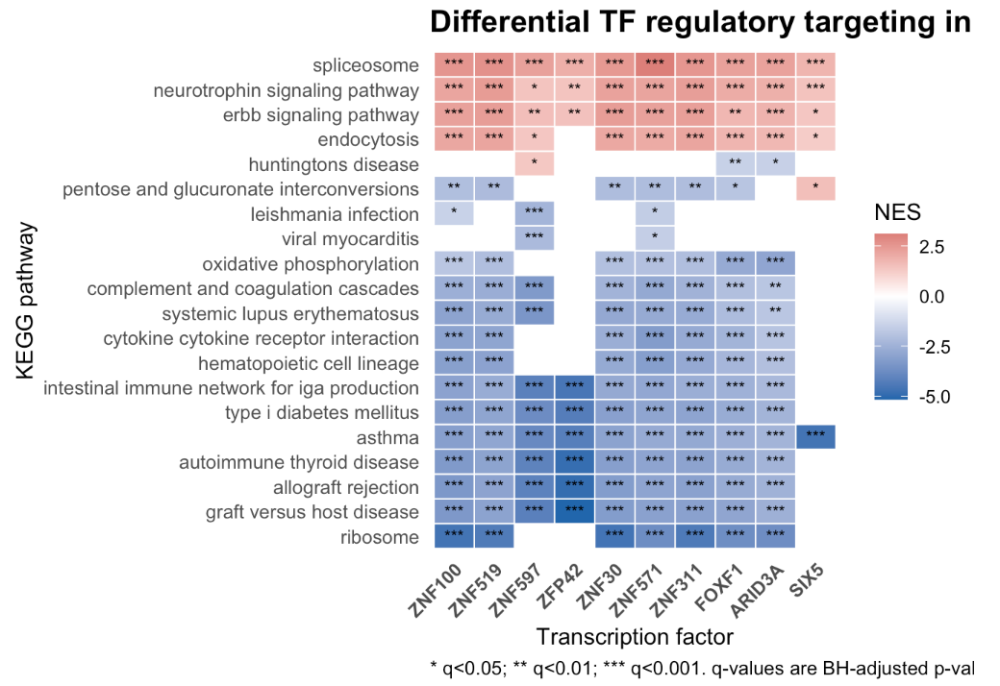 Differential TF regulatory targeting in
spliceosome *** *** *** *** *** *** *** *** *** ***
neurotrophin signaling pathway *** *** * ** *** *** *** *** *** ***
erbb signaling pathway *** *** ** ** *** *** *** ** *** *
endocytosis *** *** * *** *** *** *** *** *
huntingtons disease * ** *
pentose and glucuronate interconversions ** ** ** ** ** * *
leishmania infection * *** *
viral myocarditis *** *
oxidative phosphorylation *** *** *** *** *** *** ***
complement and coagulation cascades *** *** *** *** *** *** *** **
systemic lupus erythematosus *** *** *** *** *** *** *** **
cytokine cytokine receptor interaction *** *** *** *** *** *** ***
hematopoietic cell lineage *** *** *** *** *** *** ***
intestinal immune network for iga production *** *** *** *** *** *** *** *** ***
type i diabetes mellitus *** *** *** *** *** *** *** *** ***
asthma *** *** *** *** *** *** *** *** *** ***
autoimmune thyroid disease *** *** *** *** *** *** *** *** ***
allograft rejection *** *** *** *** *** *** *** *** ***
graft versus host disease *** *** *** *** *** *** *** *** ***
ribosome *** *** *** *** *** *** ***
KEGG pathway
ZNF100 ZNF519 ZNF597 ZFP42 ZNF30 ZNF571 ZNF311 FOXF1 ARID3A SIX5
Transcription factor
* q<0.05; ** q<0.01; *** q<0.001. q-values are BH-adjusted p-val
NES
2.5
0.0
-2.5
-5.0